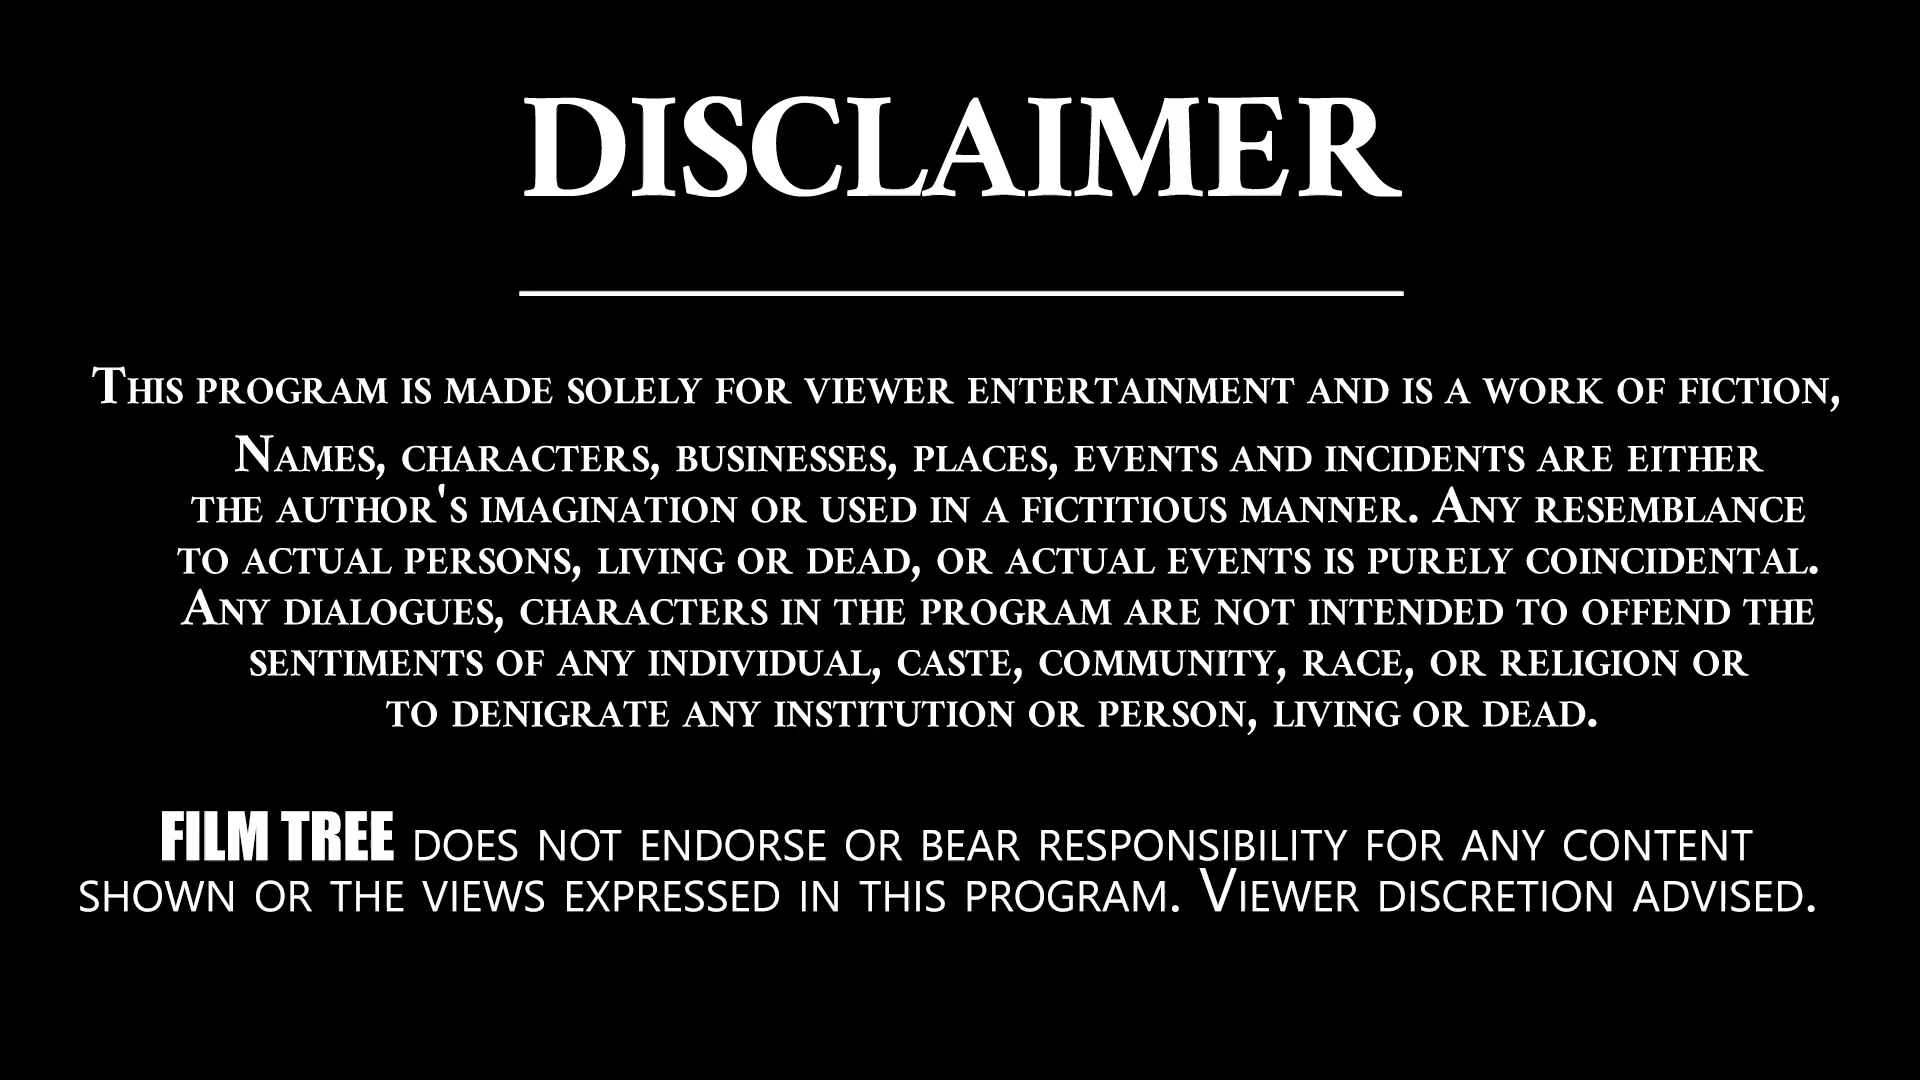 DISCLAIMER
This program is made solely for viewer entertainment and is a work of fiction,
Names, characters, businesses, places, events and incidents are either
the author's imagination or used in a fictitious manner. Any resemblance
to actual persons, living or dead, or actual events is purely coincidental.
Any dialogues, characters in the program are not intended to offend the
sentiments of any individual, caste, community, race, or religion or
to denigrate any institution or person, living or dead.
FILM TREE does not endorse or bear responsibility for any content
shown or the views expressed in this program. Viewer discretion advised.